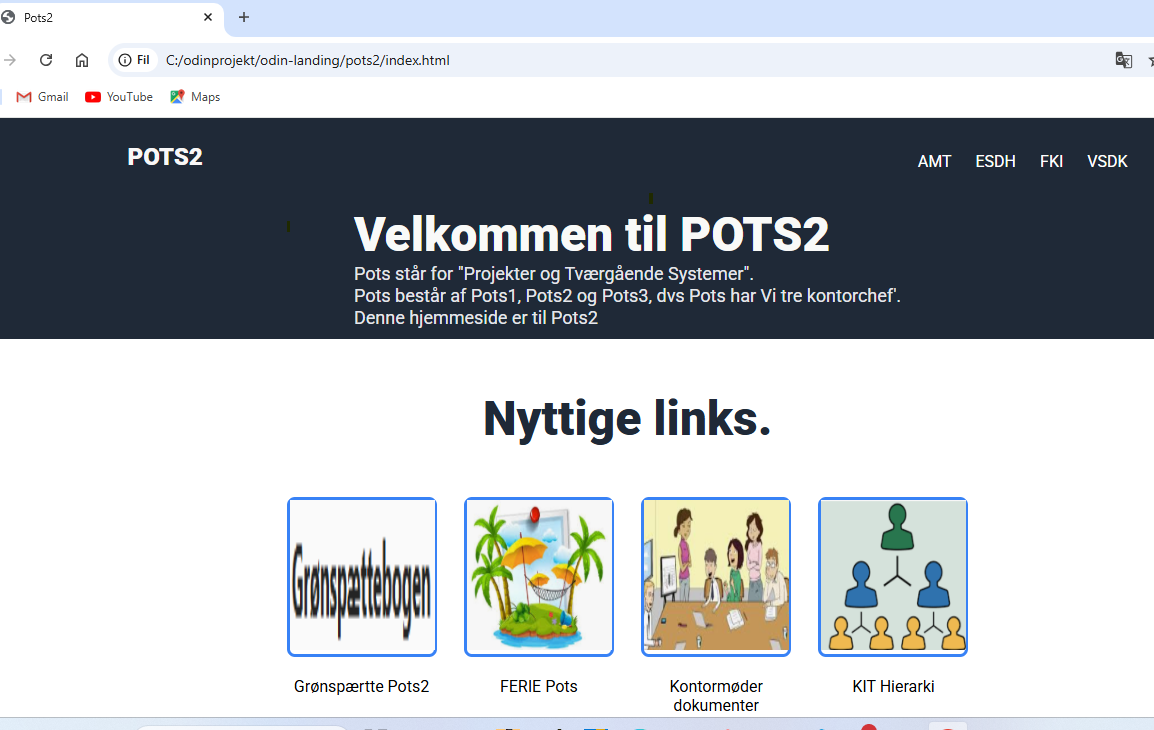 Pots2
Fil
C:/odinprojekt/odin-landing/pots2/index.html
Gmail
YouTube
Maps
POTS2
AMT
ESDH
FKI
VSDK
Velkommen til POTS2
Pots står for "Projekter og Tværgående Systemer".
Pots består af Pots1, Pots2 og Pots3, dvs Pots har Vi tre kontorchef'.
Denne hjemmeside er til Pots2
Nyttige links.
Grønspættebogen
Grønspærtte Pots2
FERIE Pots
Kontormøder
dokumenter
KIT Hierarki